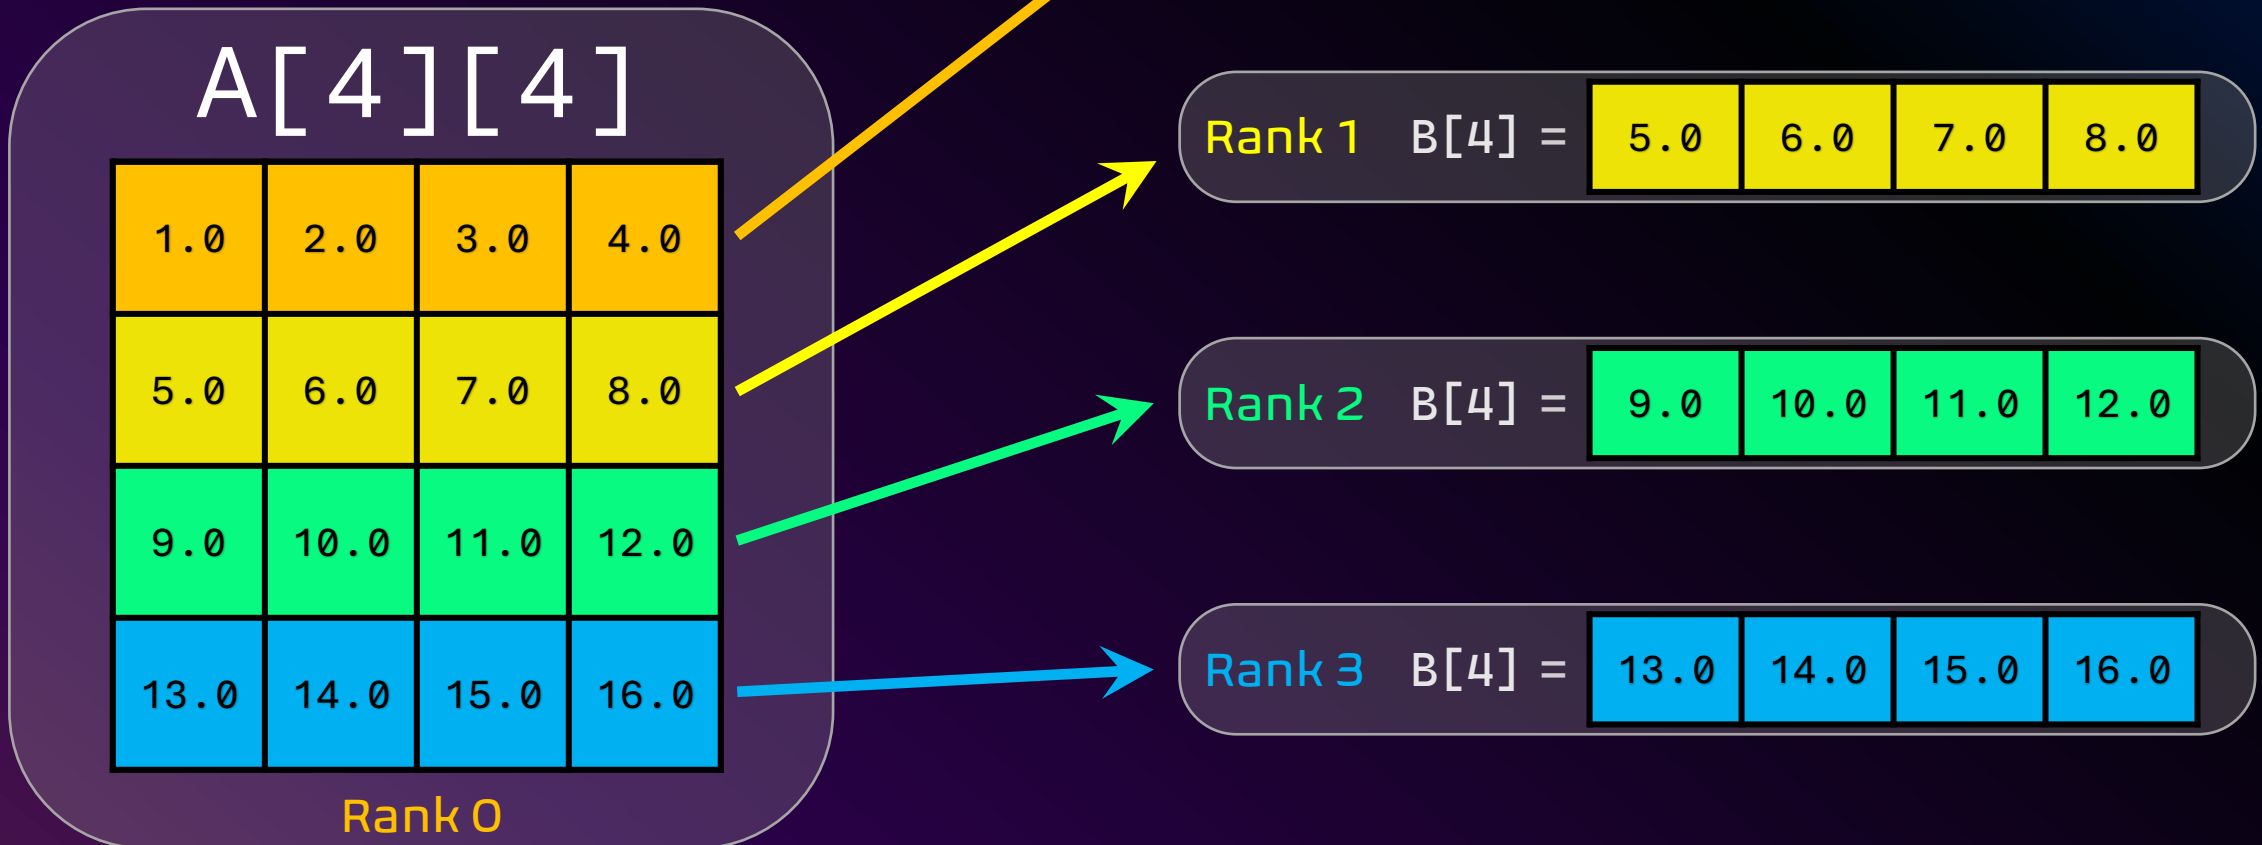 A[4][4]
1.0 2.0 3.0 4.0
5.0 6.0 7.0 8.0
9.0 10.0 11.0 12.0
13.0 14.0 15.0 16.0
Rank 0
Rank 1 B[4] = 5.0 6.0 7.0 8.0
Rank 2 B[4] = 9.0 10.0 11.0 12.0
Rank 3 B[4] = 13.0 14.0 15.0 16.0